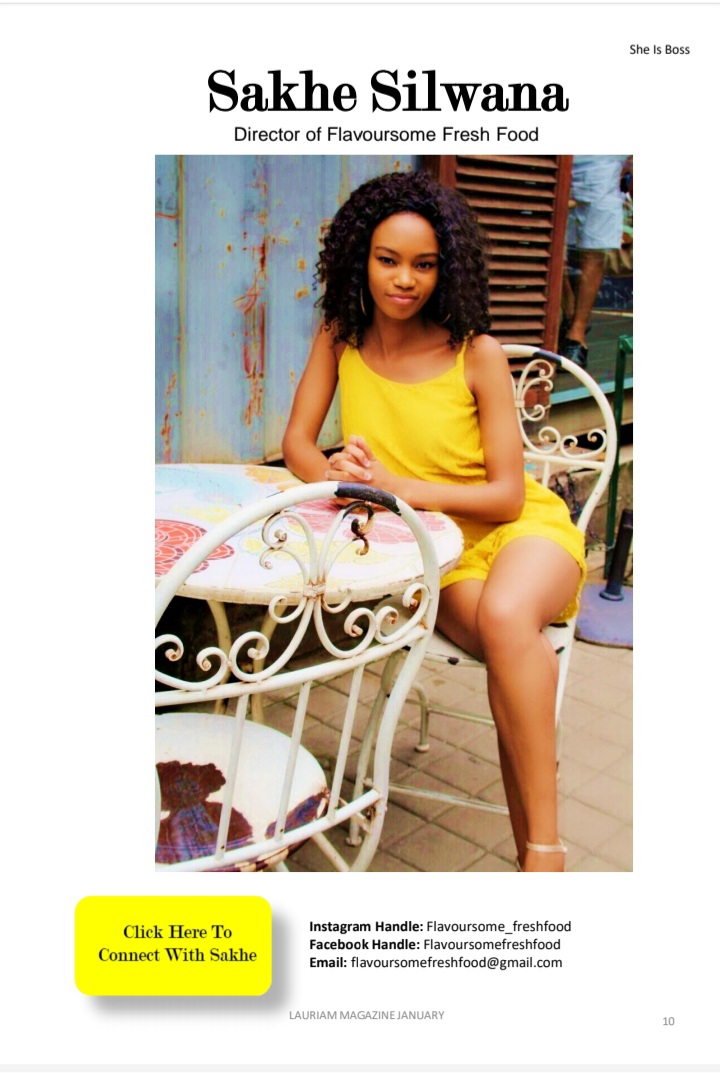 She Is Boss
Sakhe Silwana
Director of Flavoursome Fresh Food
Click Here To
Connect With Sakhe
Instagram Handle: Flavoursome_freshfood
Facebook Handle: Flavoursomefreshfood
Email: flavoursomefreshfood@gmail.com
LAURIAM MAGAZINE JANUARY
10